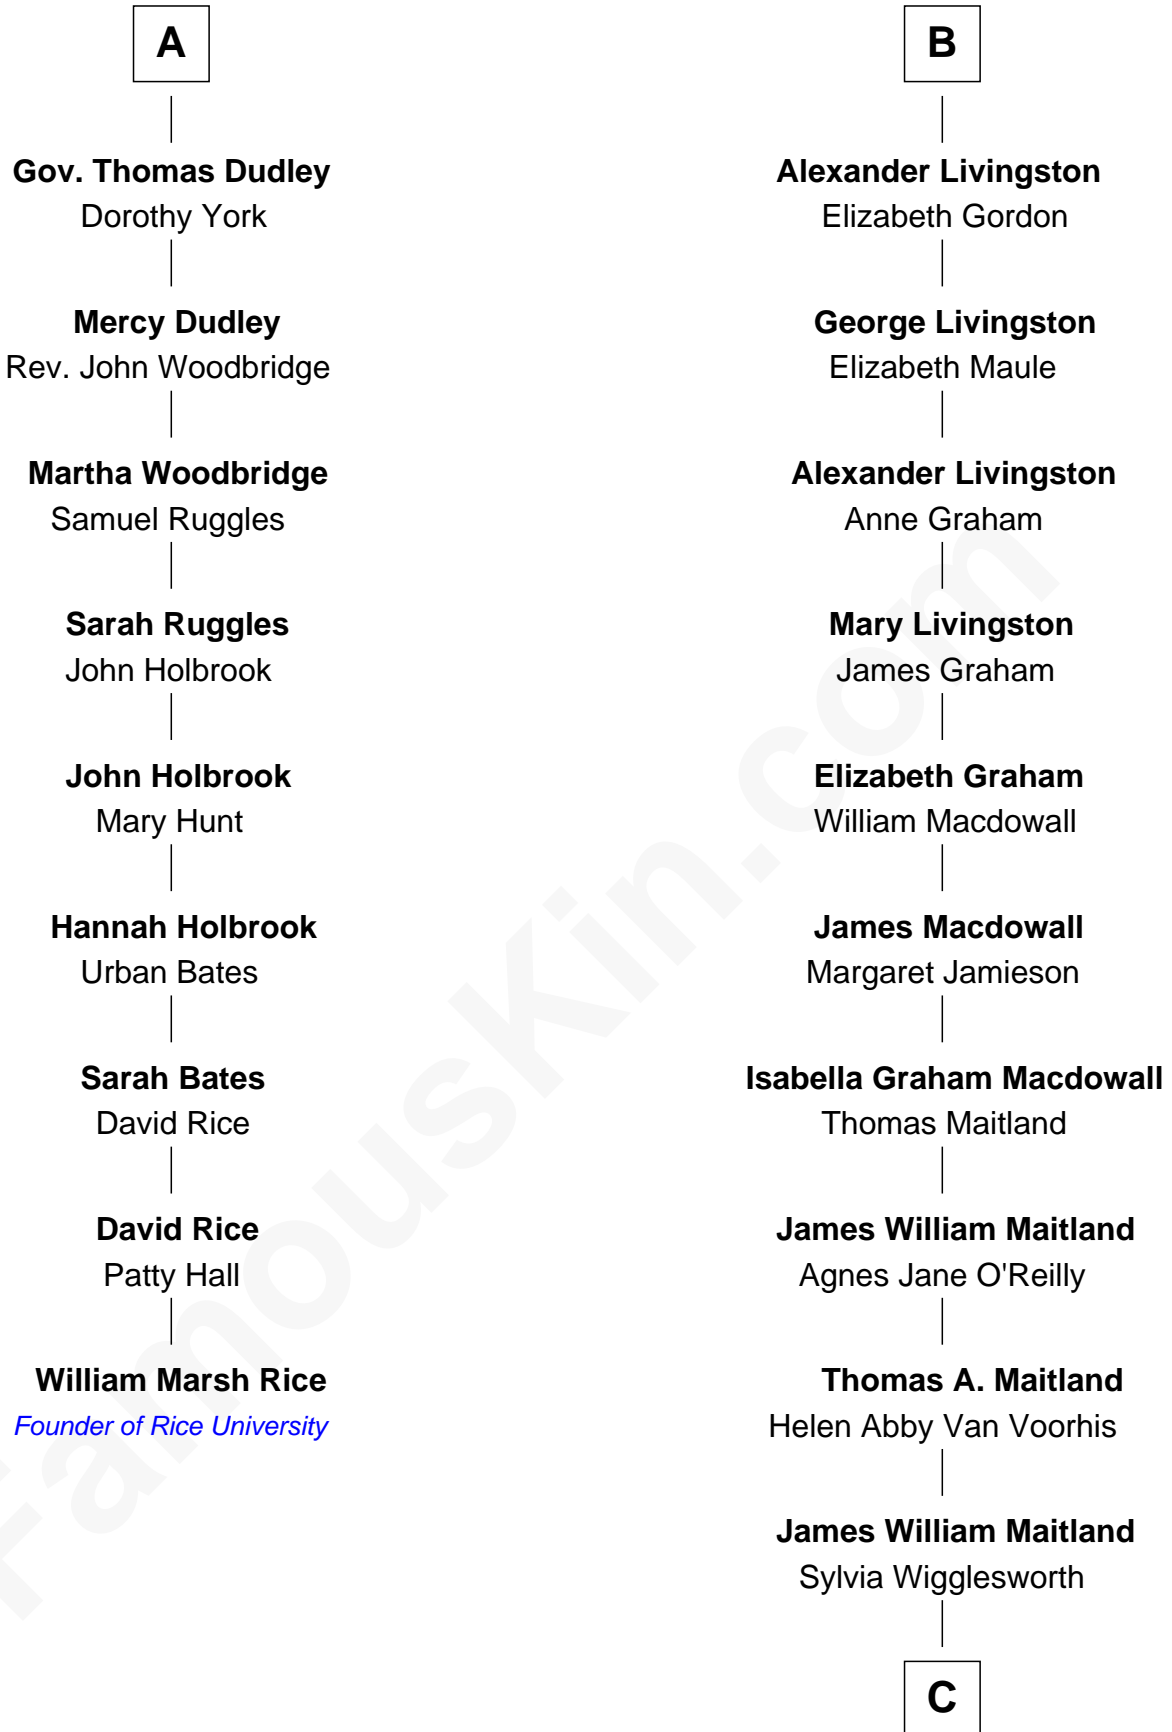 A
Gov. Thomas Dudley
Dorothy York
Mercy Dudley
Rev. John Woodbridge
Martha Woodbridge
Samuel Ruggles
Sarah Ruggles
John Holbrook
John Holbrook
Mary Hunt
Hannah Holbrook
Urban Bates
Sarah Bates
David Rice
David Rice
Patty Hall
William Marsh Rice
Founder of Rice University
B
Alexander Livingston
Elizabeth Gordon
George Livingston
Elizabeth Maule
Alexander Livingston
Anne Graham
Mary Livingston
James Graham
Elizabeth Graham
William Macdowall
James Macdowall
Margaret Jamieson
Isabella Graham Macdowall
Thomas Maitland
James William Maitland
Agnes Jane O'Reilly
Thomas A. Maitland
Helen Abby Van Voorhis
James William Maitland
Sylvia Wigglesworth
C
FamousKin.com